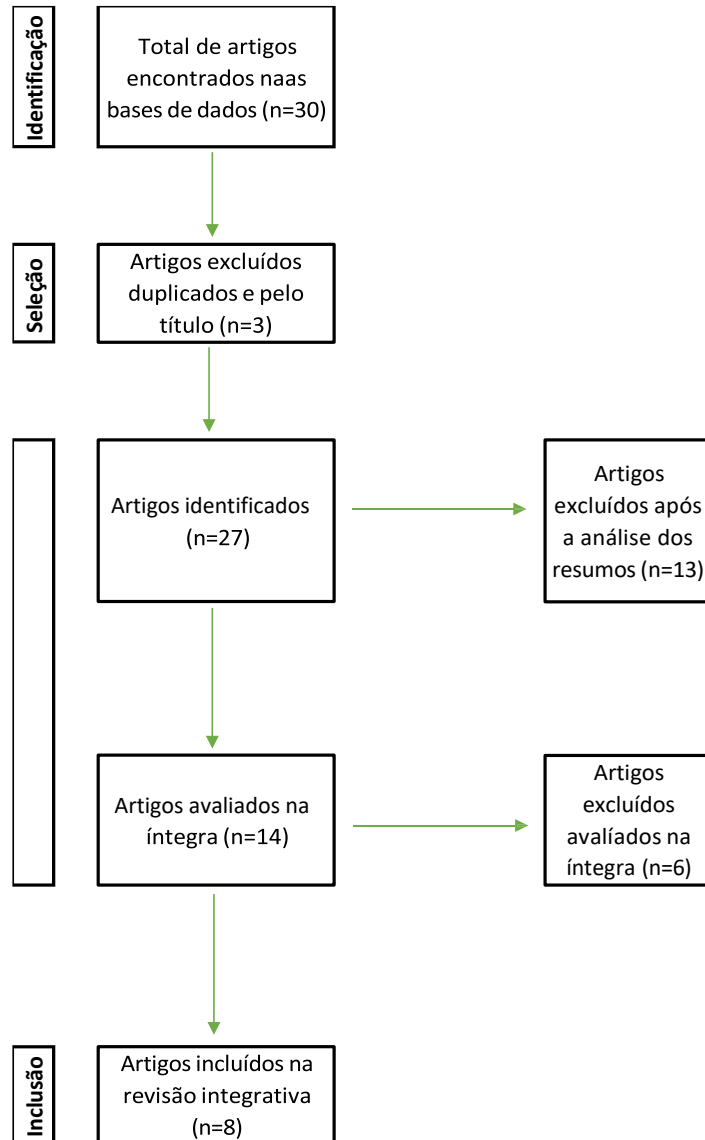 Identificação
Total de artigos
encontrados naas
bases de dados (n=30)
Seleção
Artigos excluídos
duplicados e pelo
título (n=3)
Artigos identificados
(n=27)
Artigos
excluídos após
a análise dos
resumos (n=13)
Artigos avaliados na
íntegra (n=14)
Artigos
excluídos
avalíados na
íntegra (n=6)
Inclusão
Artigos incluídos na
revisão integrativa
(n=8)